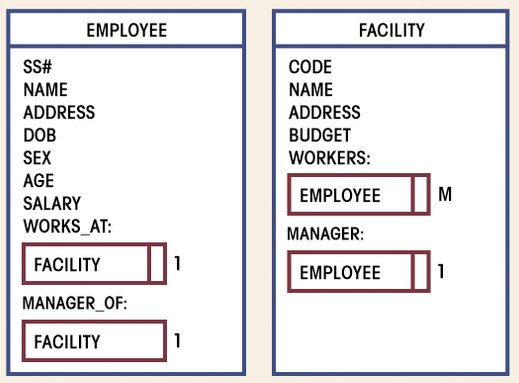 EMPLOYEE
SS#
NAME
ADDRESS
DOB
SEX
AGE
SALARY
WORKS_AT:
FACILITY 1
MANAGER_OF:
FACILITY 1
FACILITY
CODE
NAME
ADDRESS
BUDGET
WORKERS:
EMPLOYEE M
MANAGER:
EMPLOYEE 1